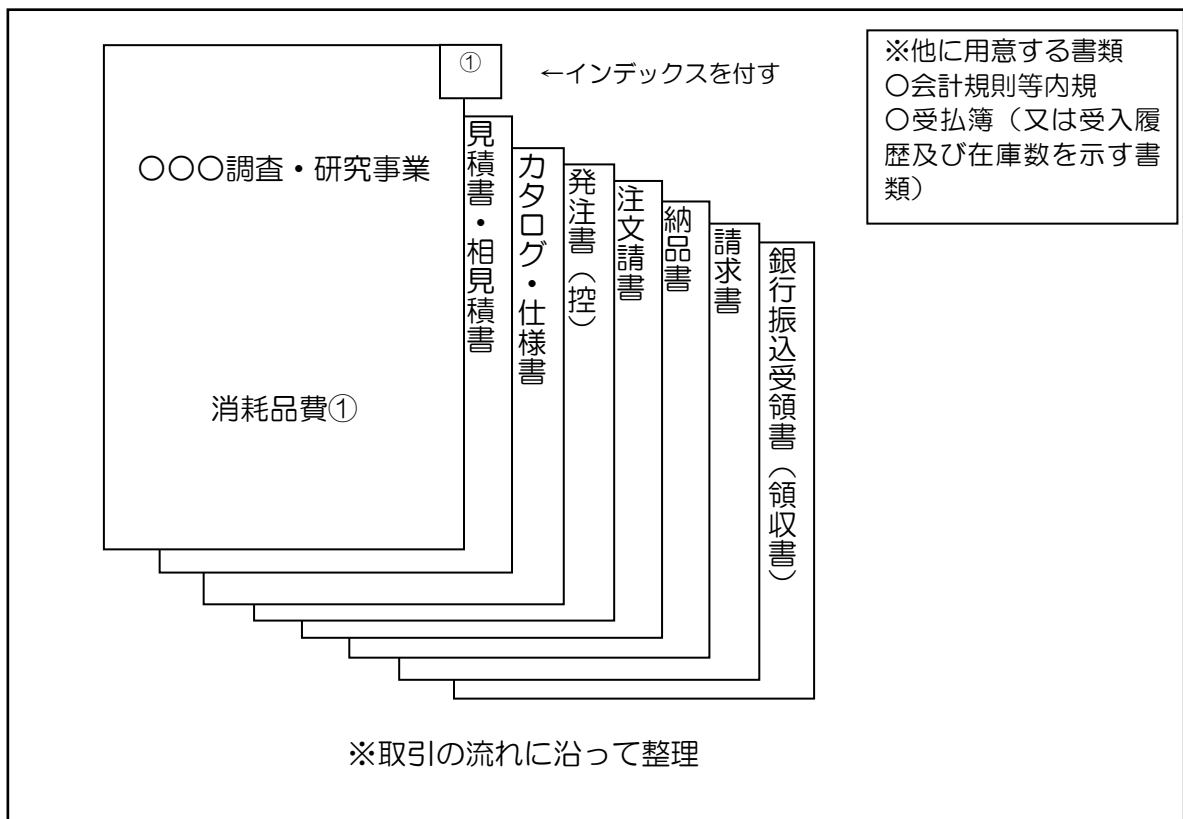 ①
←インデックスを付す
〇〇〇調査・研究事業
消耗品費①
見積書・相見積書
カタログ・仕様書
発注書（控）
注文請書
納品書
請求書
銀行振込受領書（領収書）
※他に用意する書類
〇会計規則等内規
〇受払簿（又は受入履
歴及び在庫数を示す書
類）
※取引の流れに沿って整理